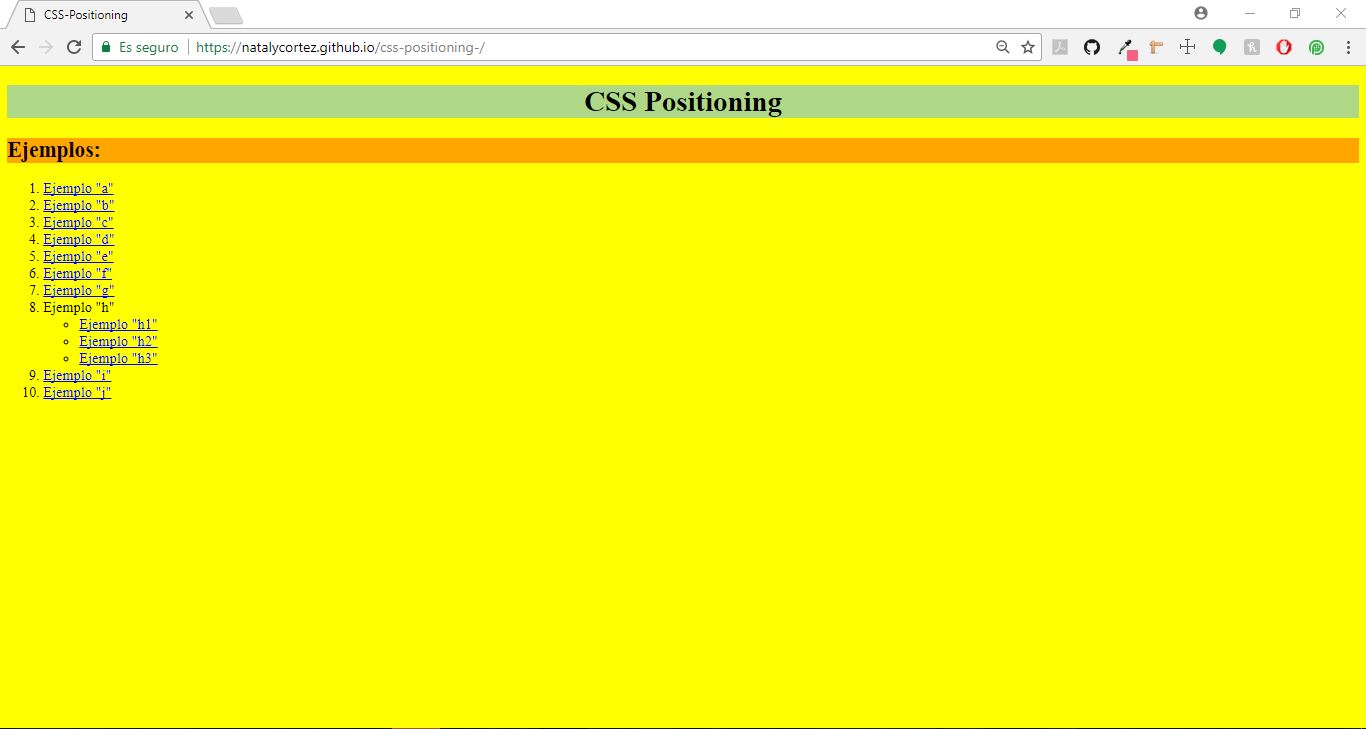 CSS-Positioning
Es seguro https://natalycortez.github.io/css-positioning-/
CSS Positioning
Ejemplos:
1. Ejemplo "a"
2. Ejemplo "b"
3. Ejemplo "c"
4. Ejemplo "d"
5. Ejemplo "e"
6. Ejemplo "f"
7. Ejemplo "g"
8. Ejemplo "h"
Ejemplo "h1"
Ejemplo "h2"
Ejemplo "h3"
9. Ejemplo "i"
10. Ejemplo "j"